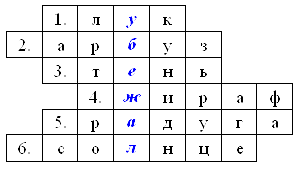 1. л у к
2. а р б у з
3. т е н ь
4. ж и р а ф
5. р а д у г а
6. с о л н ц е